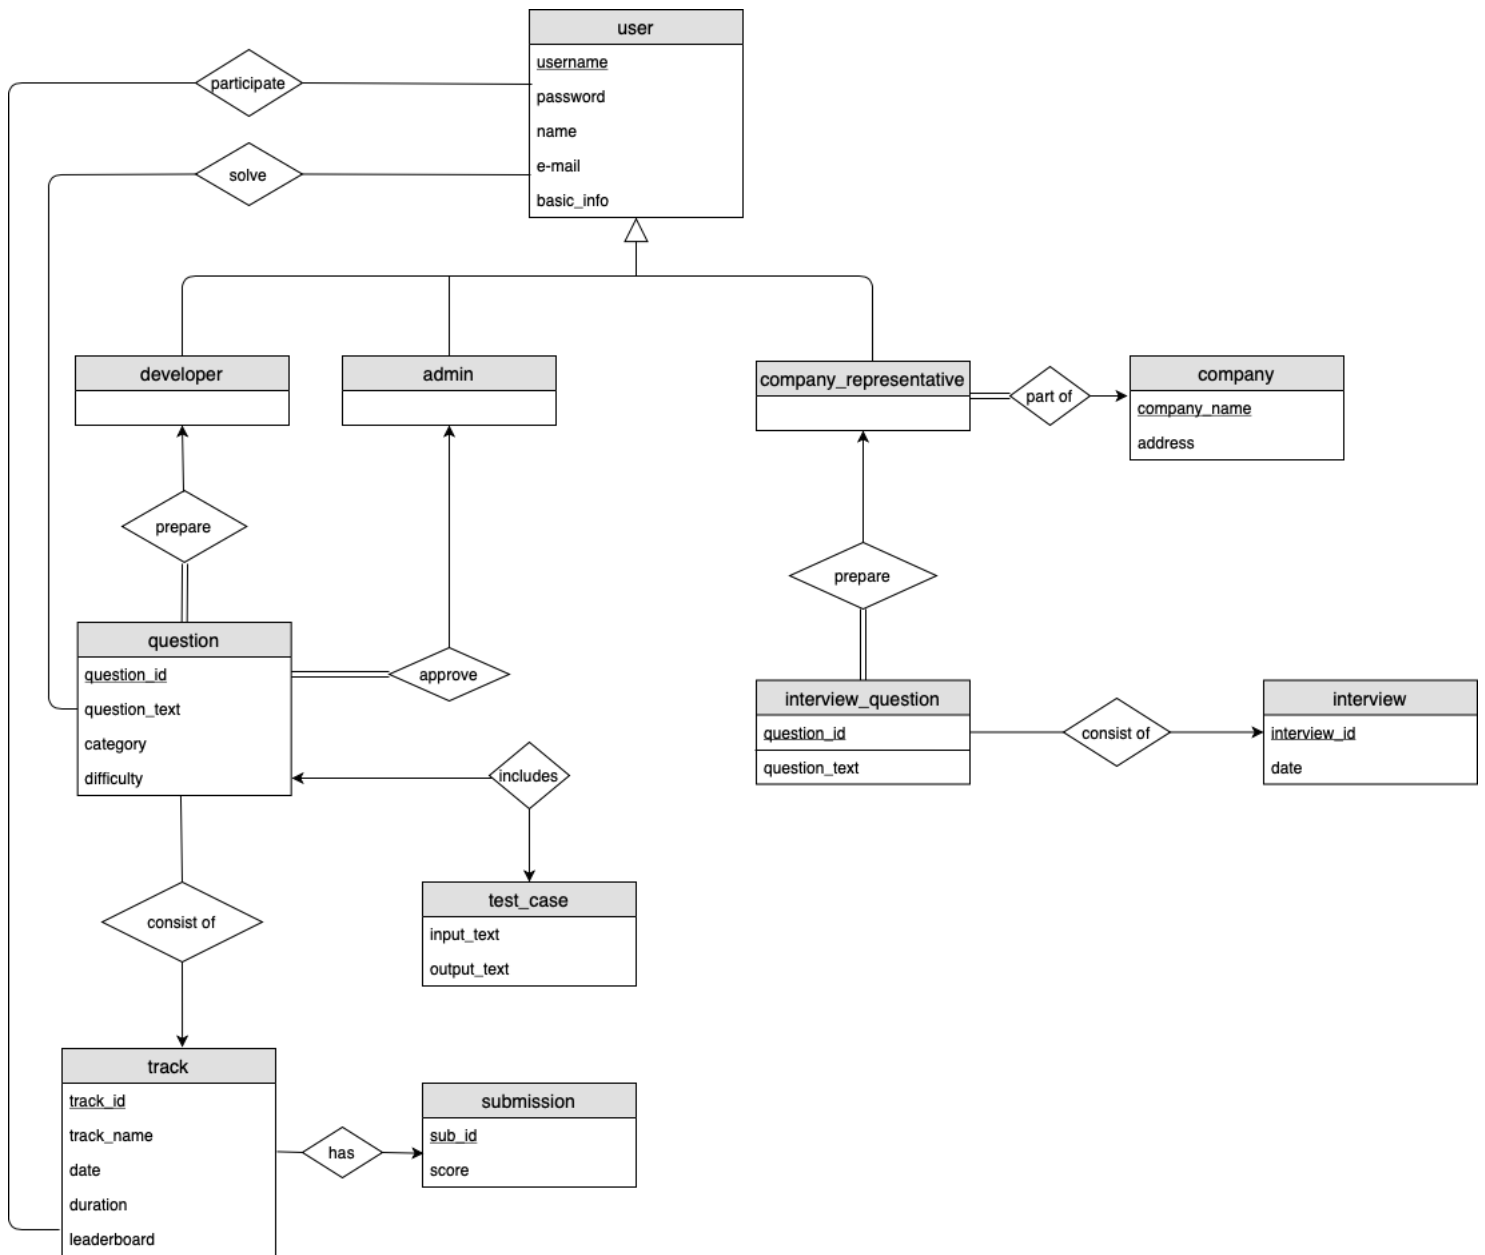 user
username
password
name
e-mail
basic_info
participate
solve
developer
admin
company_representative
part of
company
company_name
address
prepare
prepare
question
question_id
question_text
category
difficulty
approve
interview_question
question_id
question_text
consist of
interview
interview_id
date
includes
test_case
input_text
output_text
consist of
track
track_id
track_name
date
duration
leaderboard
has
submission
sub_id
score